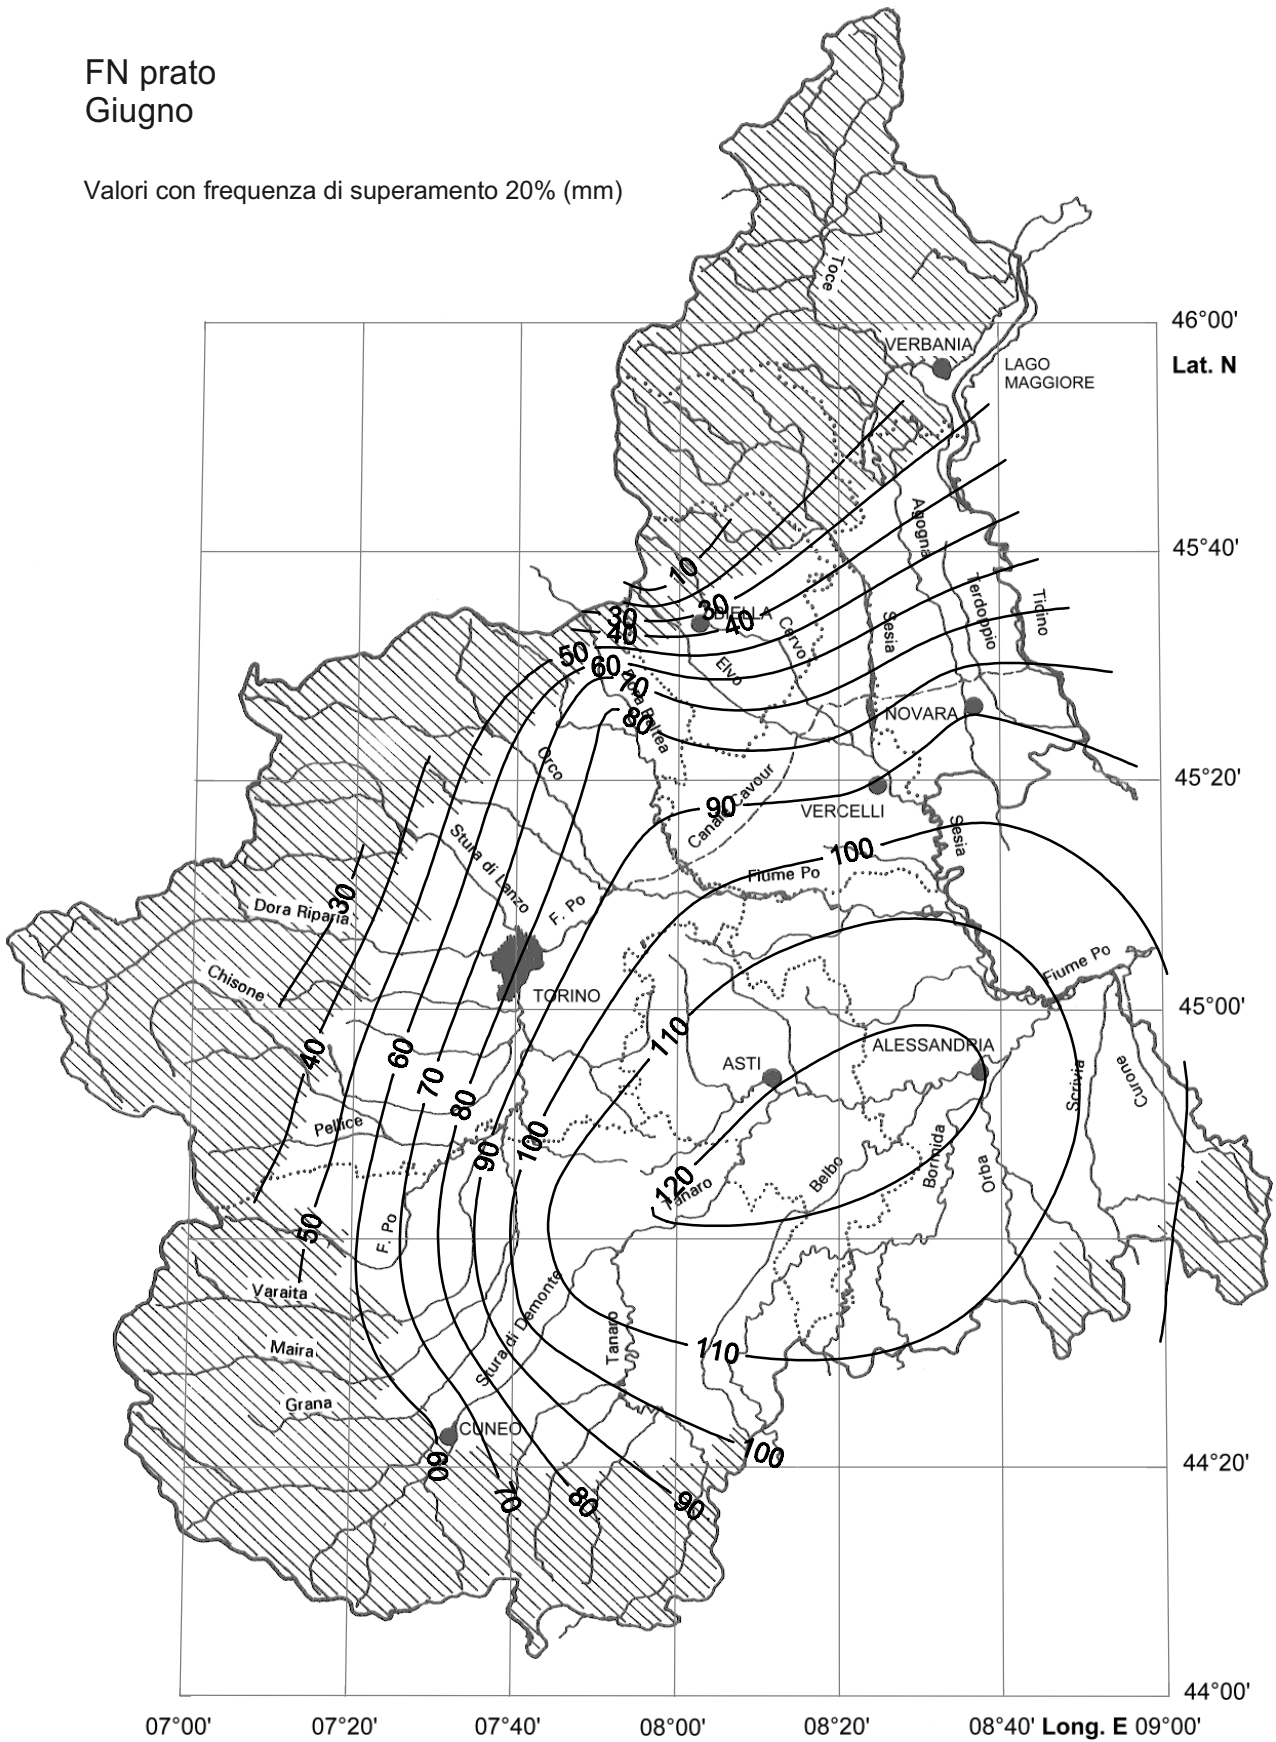 FN prato
Giugno
Valori con frequenza di superamento 20% (mm)
Toce
46°00'
VERBANIA
LAGO
MAGGIORE
Lat. N
Agogna
45°40'
10
Terdoppio
Ticino
30
30
BIELLA
40
40
Cervo
Sesia
50
60
70
Elvo
Dora Baltea
80
NOVARA
Orco
45°20'
Canale Cavour
90
VERCELLI
Sesia
Stura di Lanzo
100
Fiume Po
30
Dora Riparia
F. Po
Chisone
Fiume Po
TORINO
45°00'
110
40
60
ALESSANDRIA
ASTI
70
Scrivia
Curone
80
Pellice
100
90
Bormida
Belbo
Orba
120
Tanaro
50
F. Po
Varaita
Stura di Demonte
Tanaro
Maira
110
Grana
CUNEO
100
60
44°20'
70
80
90
44°00'
07°00'
07°20'
07°40'
08°00'
08°20'
08°40' Long. E 09°00'